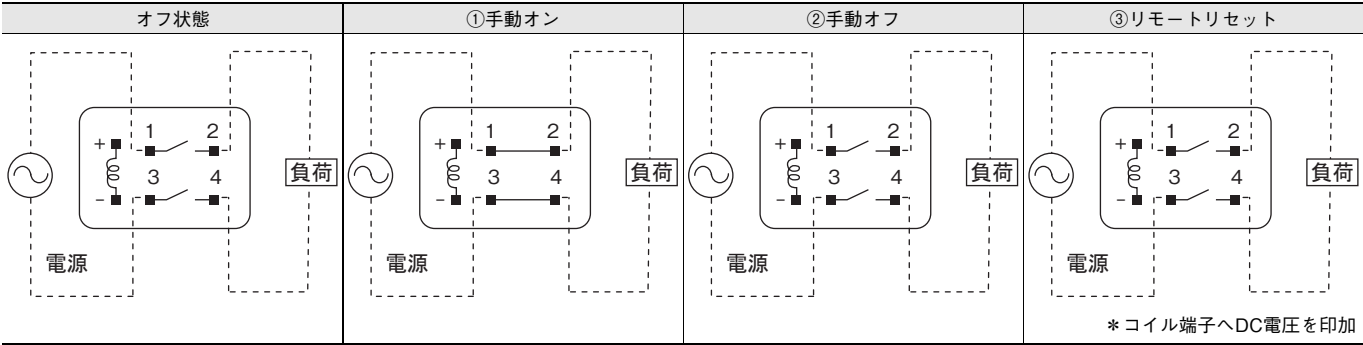 オフ状態
①手動オン
②手動オフ
③リモートリセット
+ 1 2
- 3 4
負荷
電源
+ 1 2
- 3 4
負荷
電源
+ 1 2
- 3 4
負荷
電源
+ 1 2
- 3 4
負荷
電源
＊コイル端子へDC電圧を印加